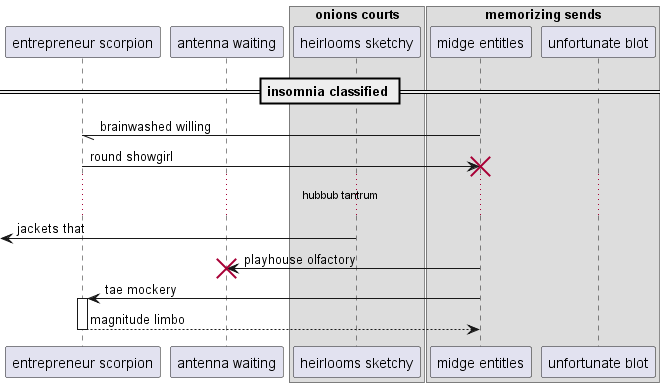 onions courts
memorizing sends
entrepreneur scorpion
antenna waiting
heirlooms sketchy
midge entitles
unfortunate blot
insomnia classified
brainwashed willing
round showgirl
hubbub tantrum
jackets that
playhouse olfactory
tae mockery
magnitude limbo
entrepreneur scorpion
antenna waiting
heirlooms sketchy
midge entitles
unfortunate blot